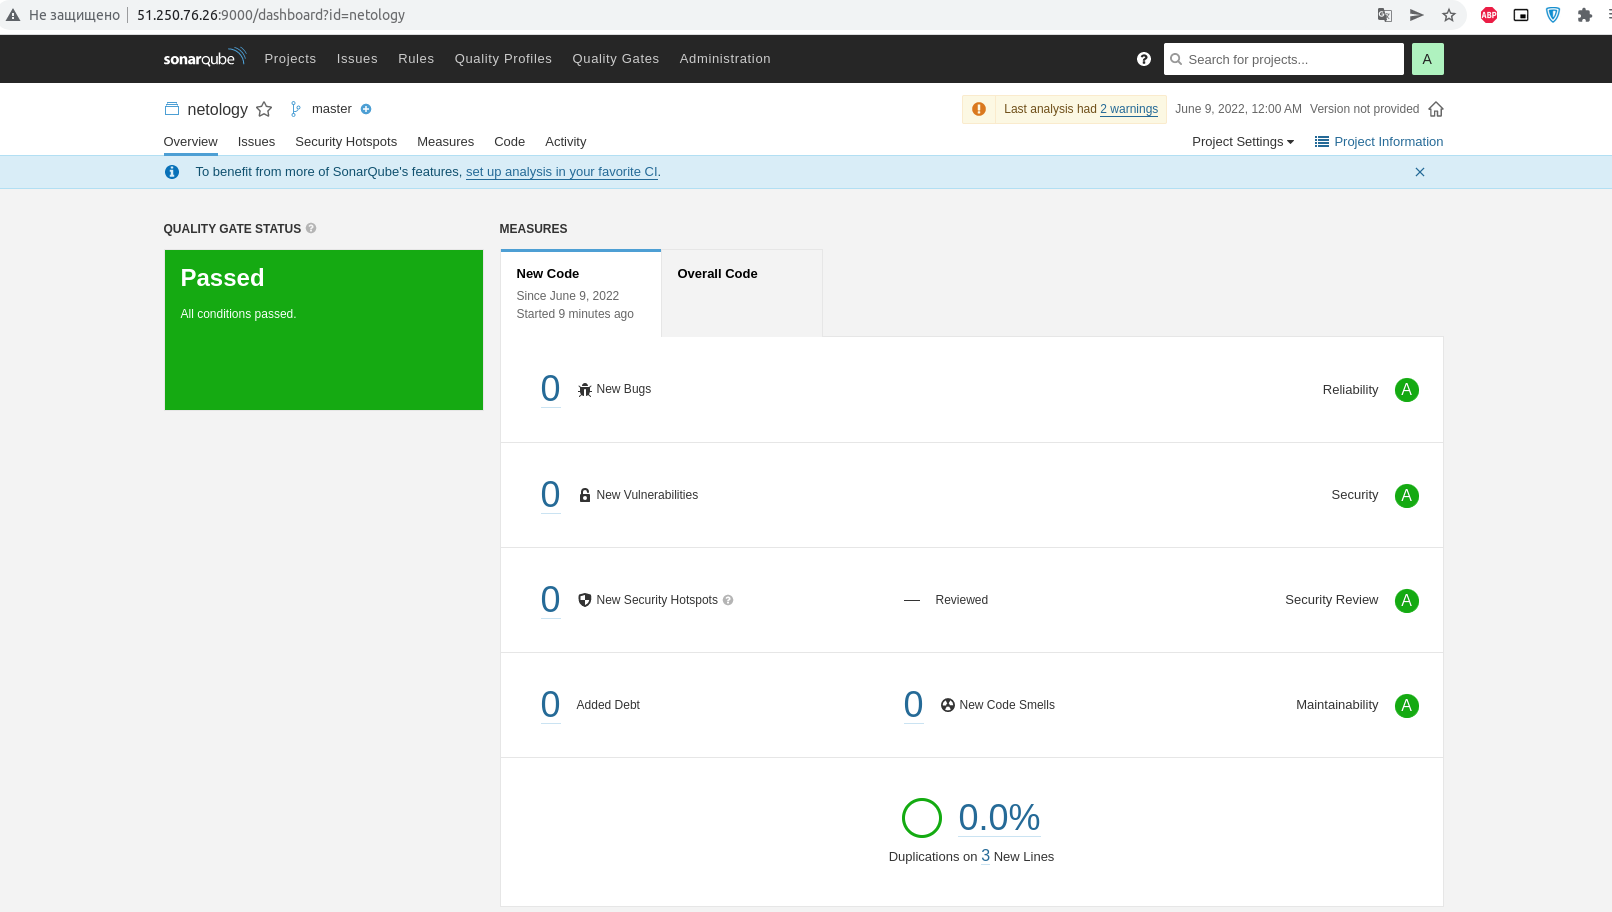 Не защищено 51.250.76.26:9000/dashboard?id=netology
ABP
sonarqube Projects Issues Rules Quality Profiles Quality Gates Administration
Search for projects...
A
netology master
Last analysis had 2 warnings June 9, 2022, 12:00 AM Version not provided
Overview Issues Security Hotspots Measures Code Activity
Project Settings Project Information
To benefit from more of SonarQube's features, set up analysis in your favorite CI.
QUALITY GATE STATUS ?
Passed
All conditions passed.
MEASURES
New Code
Since June 9, 2022
Started 9 minutes ago
Overall Code
0 New Bugs Reliability A
0 New Vulnerabilities Security A
0 New Security Hotspots ? — Reviewed Security Review A
0 Added Debt 0 New Code Smells Maintainability A
0.0%
Duplications on 3 New Lines